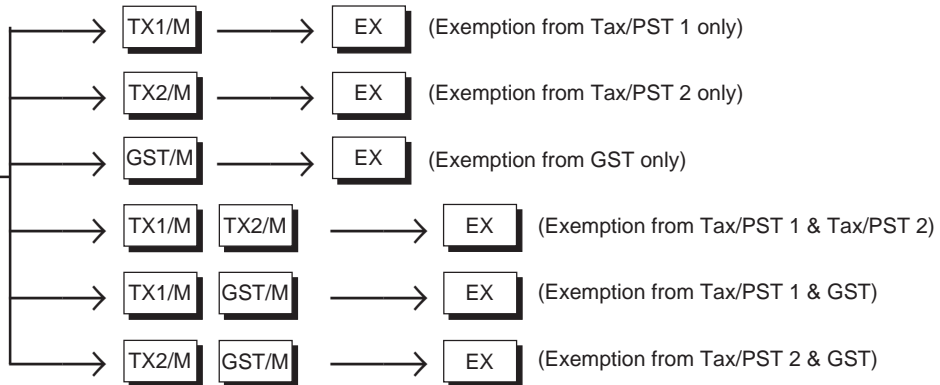 TX1/M EX (Exemption from Tax/PST 1 only)
TX2/M EX (Exemption from Tax/PST 2 only)
GST/M EX (Exemption from GST only)
TX1/M TX2/M EX (Exemption from Tax/PST 1 & Tax/PST 2)
TX1/M GST/M EX (Exemption from Tax/PST 1 & GST)
TX2/M GST/M EX (Exemption from Tax/PST 2 & GST)